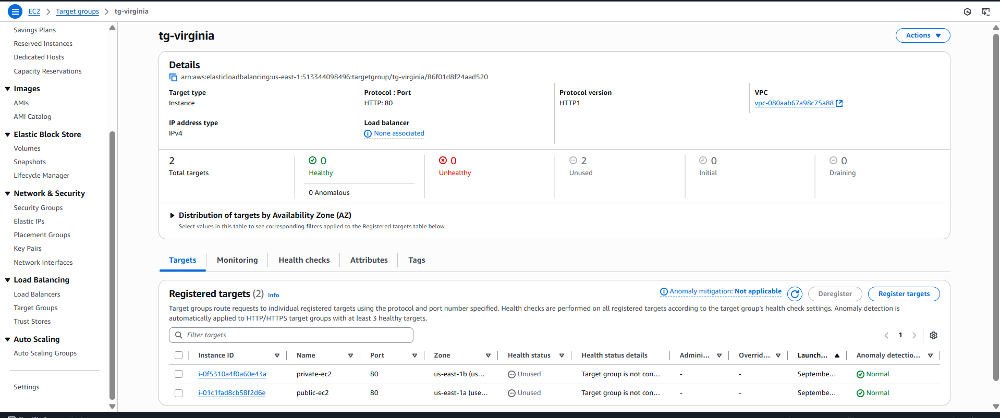 EC2 > Target groups > tg-virginia
Savings Plans
Reserved Instances
Dedicated Hosts
Capacity Reservations
Images
AMIs
AMI Catalog
Elastic Block Store
Volumes
Snapshots
Lifecycle Manager
Network & Security
Security Groups
Elastic IPs
Placement Groups
Key Pairs
Network Interfaces
Load Balancing
Load Balancers
Target Groups
Trust Stores
Auto Scaling
Auto Scaling Groups
Settings
tg-virginia
Actions
Details
arn:aws:elasticloadbalancing:us-east-1:513344098496:targetgroup/tg-virginia/86f01d8f24aad520
Target type
Instance
Protocol : Port
HTTP: 80
Protocol version
HTTP1
VPC
vpc-080aab67a98c75a88
IP address type
IPv4
Load balancer
None associated
2
Total targets
0
Healthy
0 Anomalous
0
Unhealthy
2
Unused
0
Initial
0
Draining
Distribution of targets by Availability Zone (AZ)
Select values in this table to see corresponding filters applied to the Registered targets table below.
Targets Monitoring Health checks Attributes Tags
Registered targets (2) Info
Anomaly mitigation: Not applicable
Deregister
Register targets
Target groups route requests to individual registered targets using the protocol and port number specified. Health checks are performed on all registered targets according to the target group's health check settings. Anomaly detection is
automatically applied to HTTP/HTTPS target groups with at least 3 healthy targets.
Filter targets
1
Instance ID Name Port Zone Health status Health status details Admini... Overrid... Launch... Anomaly detectio...
i-0f5310a4f0a60e43a private-ec2 80 us-east-1b (us... Unused Target group is not con... - - Septembe... Normal
i-01c1fad8cb58f2d6e public-ec2 80 us-east-1a (use... Unused Target group is not con... - - Septembe... Normal